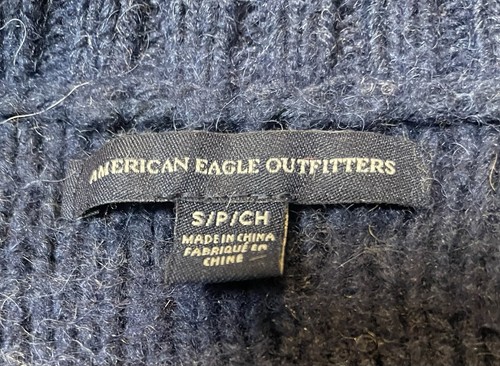 AMERICAN EAGLE OUTFITTERS
S/P/CH
MADE IN CHINA
FABRIQUÉ EN
CHINE